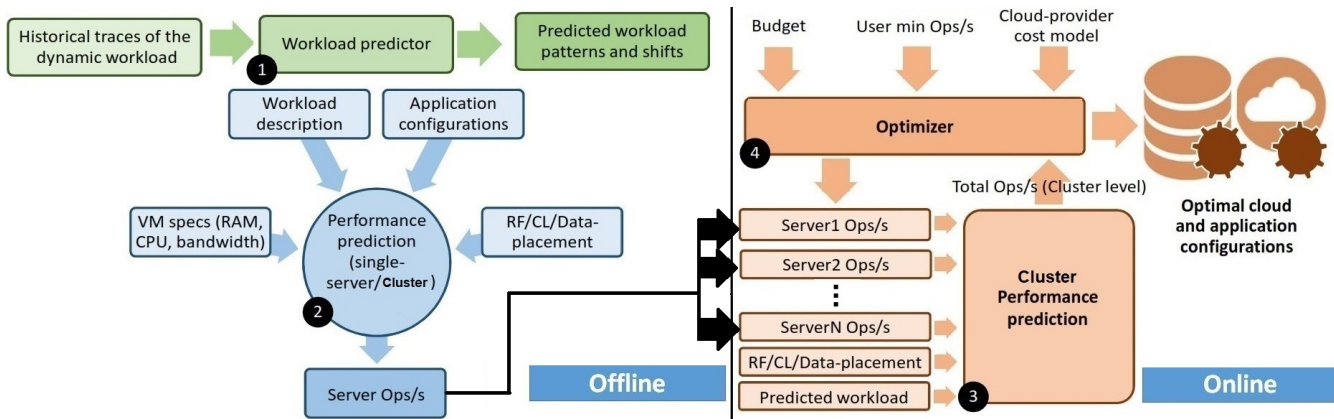 Historical traces of the
dynamic workload
Workload predictor
Predicted workload
patterns and shifts
1
Workload
description
Application
configurations
VM specs (RAM,
CPU, bandwidth)
Performance
prediction
(single-
server/Cluster)
RF/CL/Data-
placement
2
Server Ops/s
Offline
Budget
User min Ops/s
Cloud-provider
cost model
Optimizer
4
Total Ops/s (Cluster level)
Optimal cloud
and application
configurations
Server1 Ops/s
Server2 Ops/s
ServerN Ops/s
RF/CL/Data-placement
Predicted workload
Cluster
Performance
prediction
3
Online